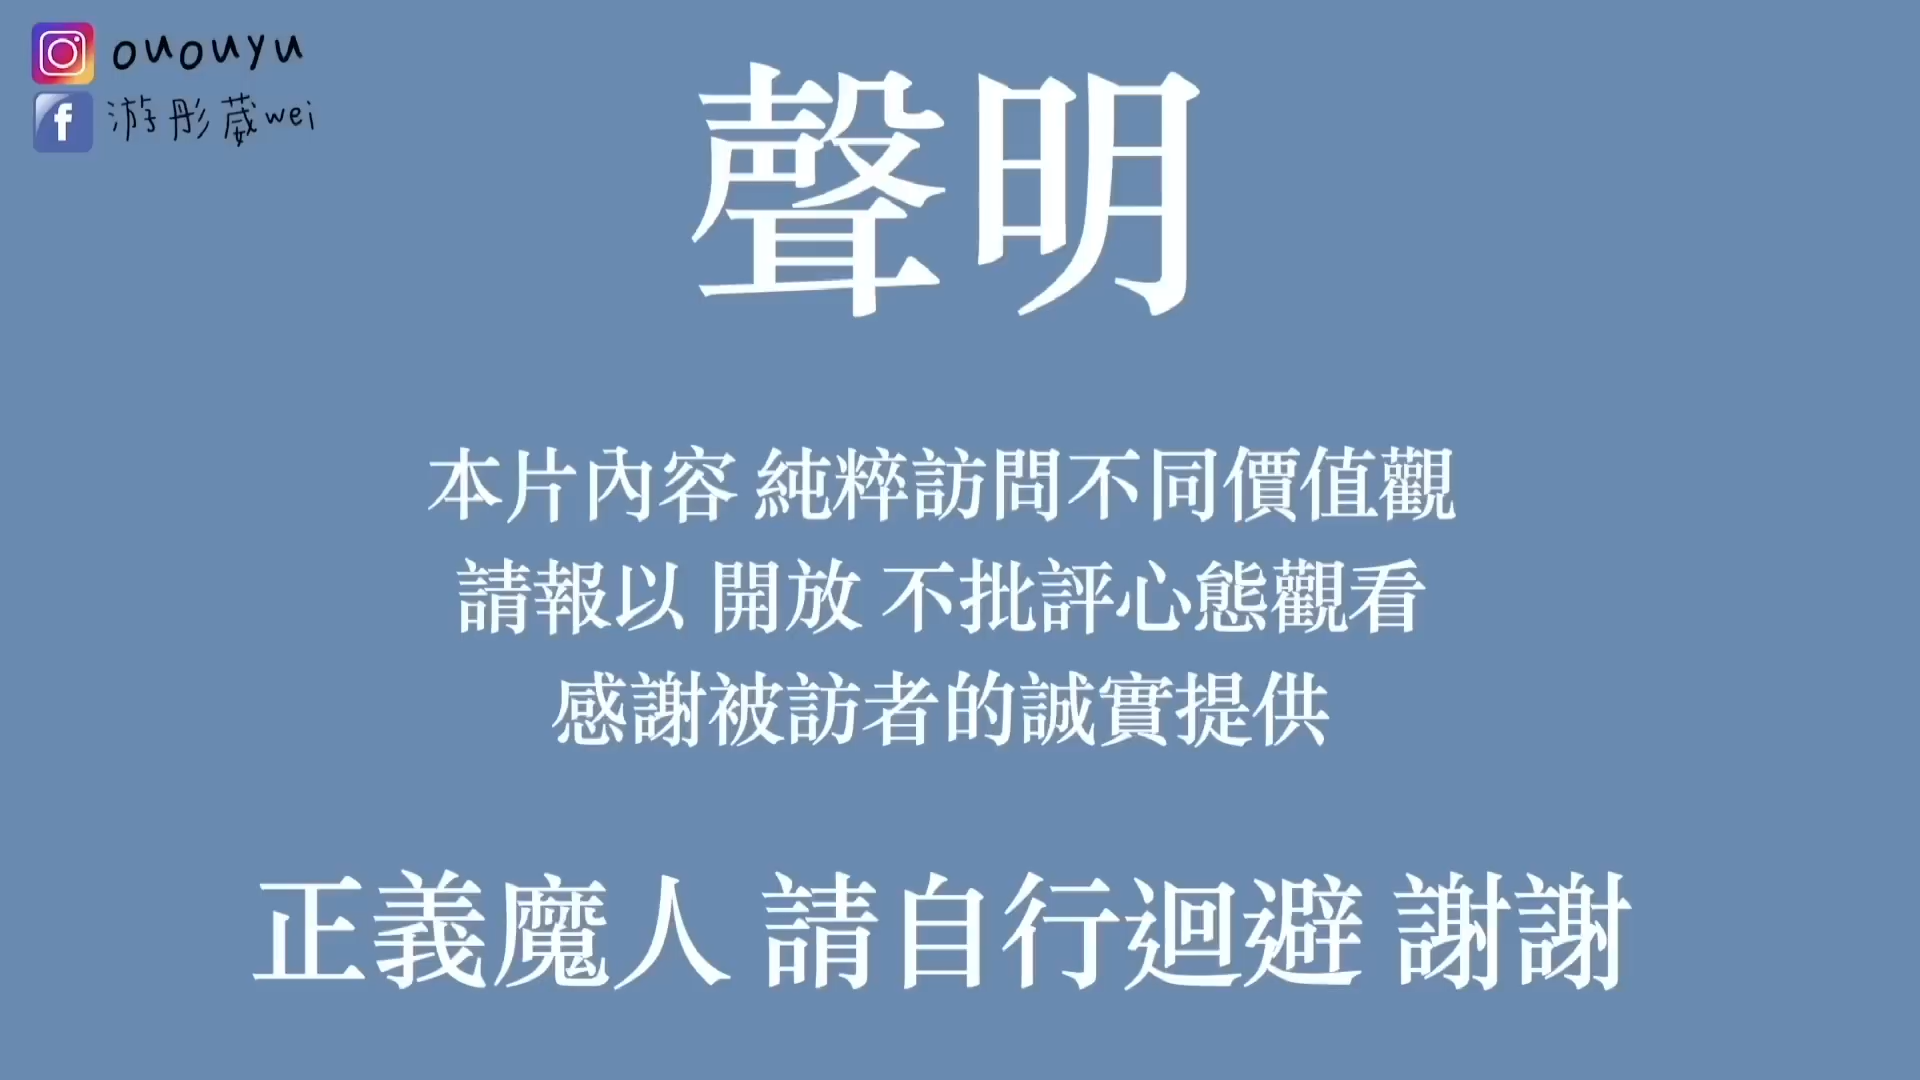 ououyu
游彤葳wei
聲明
本片內容 純粹訪問不同價值觀
請報以 開放 不批評心態觀看
感謝被訪者的誠實提供
正義魔人 請自行迴避 謝謝